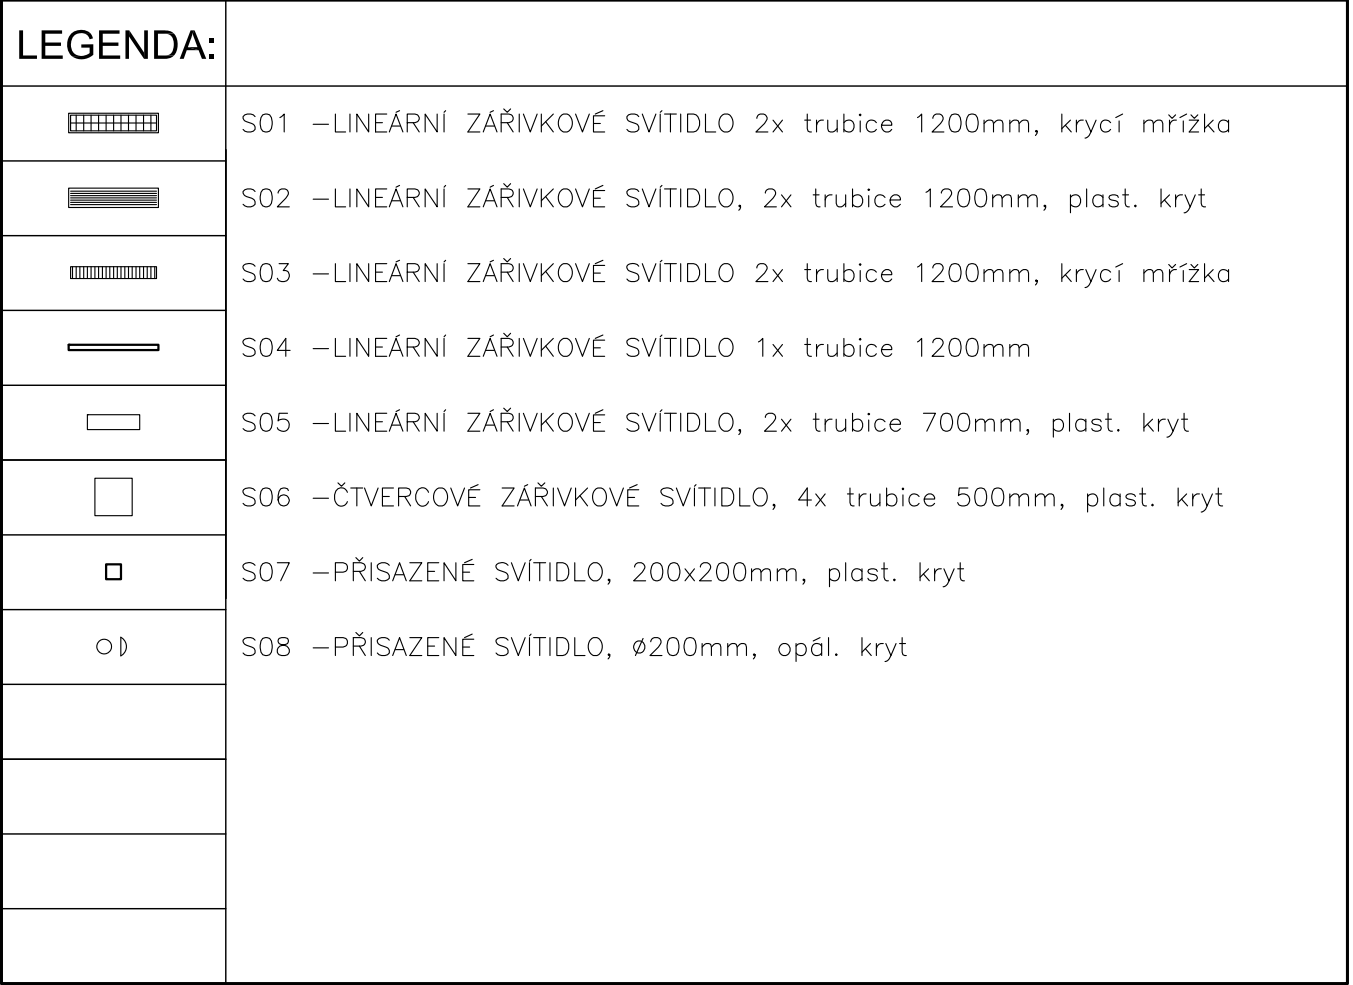 LEGENDA:
S01 –LINEÁRNÍ ZÁŘIVKOVÉ SVÍTIDLO 2x trubice 1200mm, krycí mřížka
S02 –LINEÁRNÍ ZÁŘIVKOVÉ SVÍTIDLO, 2x trubice 1200mm, plast. kryt
S03 –LINEÁRNÍ ZÁŘIVKOVÉ SVÍTIDLO 2x trubice 1200mm, krycí mřížka
S04 –LINEÁRNÍ ZÁŘIVKOVÉ SVÍTIDLO 1x trubice 1200mm
S05 –LINEÁRNÍ ZÁŘIVKOVÉ SVÍTIDLO, 2x trubice 700mm, plast. kryt
S06 –ČTVERCOVÉ ZÁŘIVKOVÉ SVÍTIDLO, 4x trubice 500mm, plast. kryt
S07 –PŘISAZENÉ SVÍTIDLO, 200x200mm, plast. kryt
S08 –PŘISAZENÉ SVÍTIDLO, ø200mm, opál. kryt